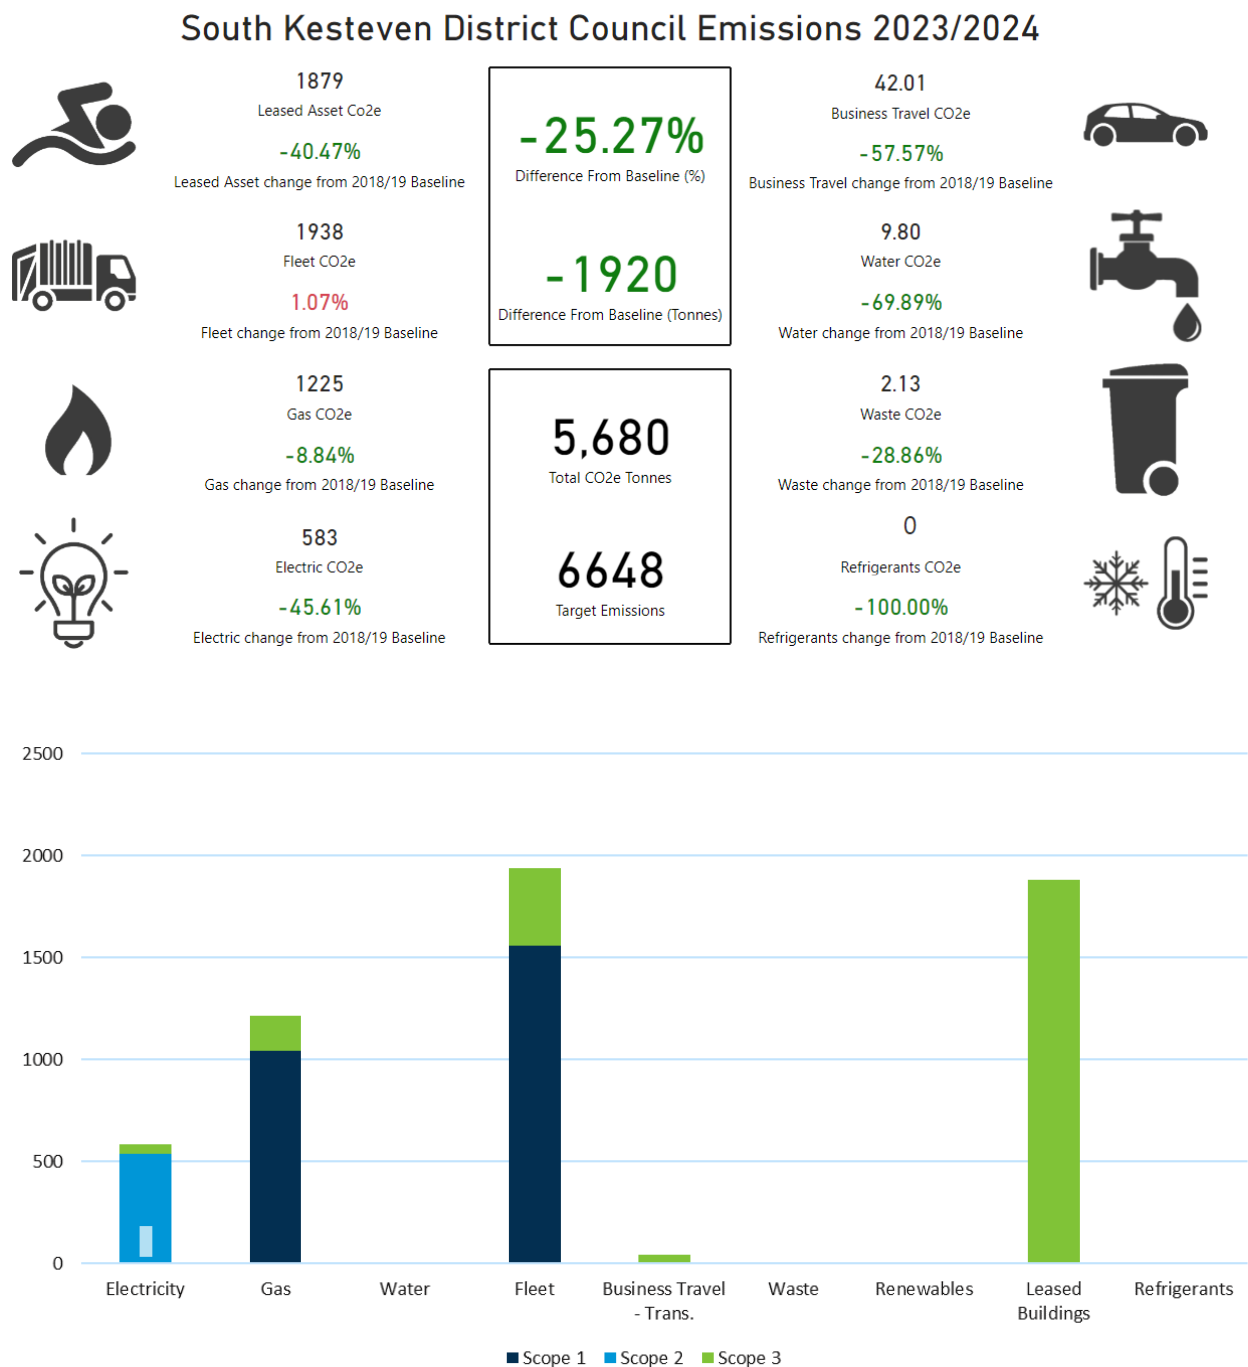 South Kesteven District Council Emissions 2023/2024
1879
Leased Asset Co2e
-40.47%
Leased Asset change from 2018/19 Baseline
1938
Fleet CO2e
1.07%
Fleet change from 2018/19 Baseline
1225
Gas CO2e
-8.84%
Gas change from 2018/19 Baseline
583
Electric CO2e
-45.61%
Electric change from 2018/19 Baseline
-25.27%
Difference From Baseline (%)
-1920
Difference From Baseline (Tonnes)
5,680
Total CO2e Tonnes
6648
Target Emissions
42.01
Business Travel CO2e
-57.57%
Business Travel change from 2018/19 Baseline
9.80
Water CO2e
-69.89%
Water change from 2018/19 Baseline
2.13
Waste CO2e
-28.86%
Waste change from 2018/19 Baseline
0
Refrigerants CO2e
-100.00%
Refrigerants change from 2018/19 Baseline
2500
2000
1500
1000
500
0
Electricity
Gas
Water
Fleet
Business Travel
- Trans.
Waste
Renewables
Leased
Buildings
Refrigerants
Scope 1
Scope 2
Scope 3